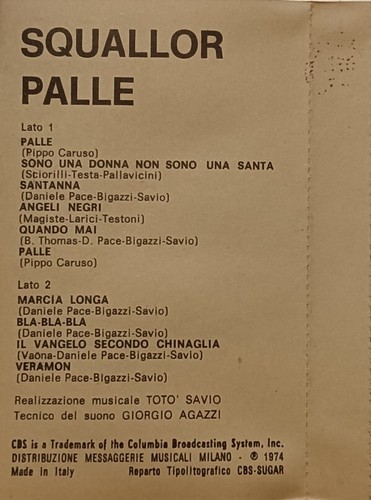 SQUALLOR
PALLE
Lato 1
PALLE
(Pippo Caruso)
SONO UNA DONNA NON SONO UNA SANTA
(Sciorilli-Testa-Pallavicini)
SANTANNA
(Daniele Pace-Bigazzi-Savio)
ANGELI NEGRI
(Magiste-Larici-Testoni)
QUANDO MAI
(B. Thomas-D. Pace-Bigazzi-Savio)
PALLE
(Pippo Caruso)
Lato 2
MARCIA LONGA
(Daniele Pace-Bigazzi-Savio)
BLA-BLA-BLA
(Daniele Pace-Bigazzi-Savio)
IL VANGELO SECONDO CHINAGLIA
(Vaöna-Daniele Pace-Bigazzi-Savio)
VERAMON
(Daniele Pace-Bigazzi-Savio)
Realizzazione musicale TOTO' SAVIO
Tecnico del suono GIORGIO AGAZZI
CBS is a Trademark of the Columbia Broadcasting System, Inc.
DISTRIBUZIONE MESSAGGERIE MUSICALI MILANO - ℗ 1974
Made in Italy Reparto Tipolitografico CBS-SUGAR